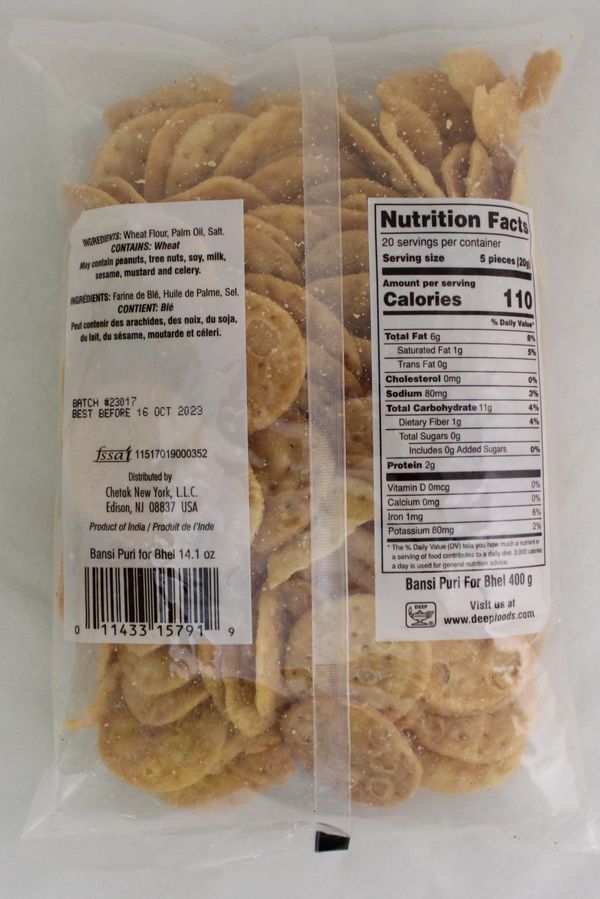 INGREDIENTS: Wheat Flour, Palm Oil, Salt.
CONTAINS: Wheat
May contain peanuts, tree nuts, soy, milk,
sesame, mustard and celery.
INGRÉDIENTS: Farine de Blé, Huile de Palme, Sel.
CONTIENT: Blé
Peut contenir des arachides, des noix, du soja,
du lait, du sésame, moutarde et céleri.
BATCH #23017
BEST BEFORE 16 OCT 2023
fssai 11517019000352
Distributed by
Chetak New York, L.L.C.
Edison, NJ 08837 USA
Product of India / Produit de l'Inde
Bansi Puri for Bhel 14.1 oz
0 11433 15791 9
Nutrition Facts
20 servings per container
Serving size 5 pieces (20g)
Amount per serving
Calories 110
% Daily Value*
Total Fat 6g 8%
Saturated Fat 1g 5%
Trans Fat 0g
Cholesterol 0mg 0%
Sodium 80mg 3%
Total Carbohydrate 11g 4%
Dietary Fiber 1g 4%
Total Sugars 0g
Includes 0g Added Sugars 0%
Protein 2g
Vitamin D 0mcg 0%
Calcium 0mg 0%
Iron 1mg 6%
Potassium 80mg 2%
* The % Daily Value (DV) tells you how much a nutrient in
a serving of food contributes to a daily diet. 2,000 calories
a day is used for general nutrition advice.
Bansi Puri For Bhel 400 g
DEEP
Visit us at
www.deepfoods.com